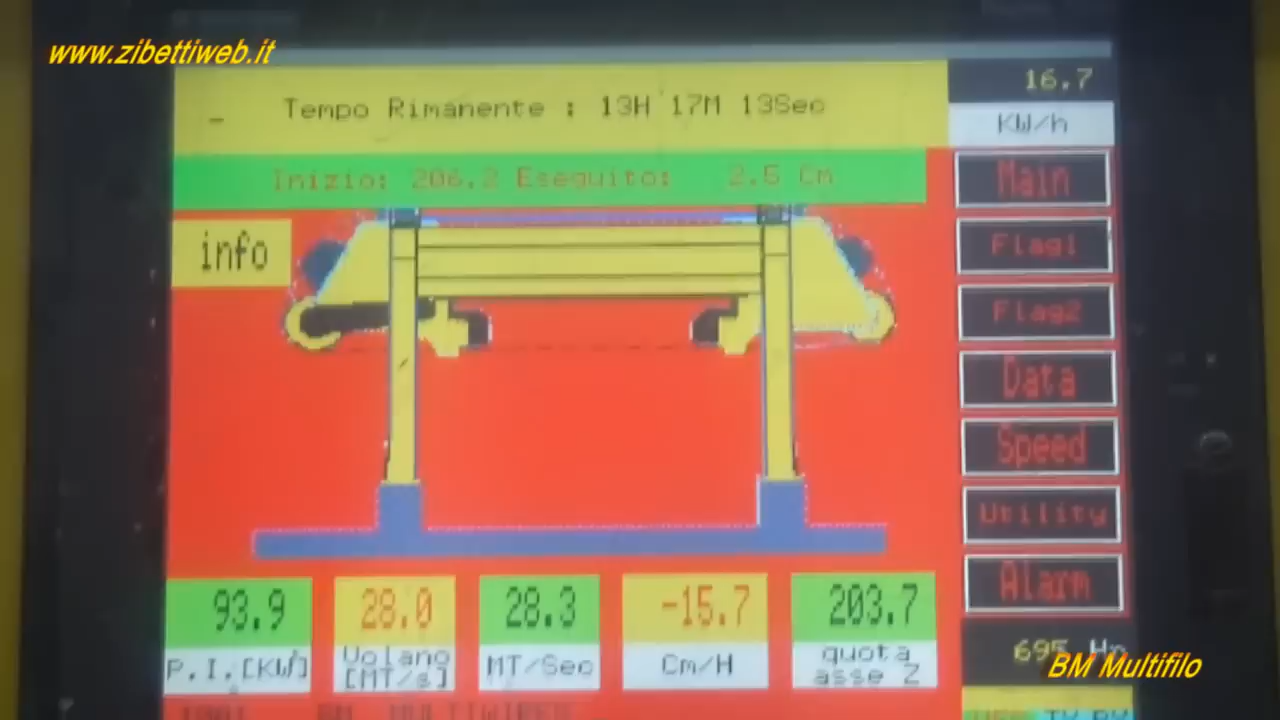 www.zibettiweb.it
16.7
Tempo Rimanente : 13H 17M 13Sec
KW/h
Inizio: 206.2 Eseguito: 2.5 Cm
Main
info
Flag1
Flag2
Data
Speed
Utility
Alarm
93.9
28.0
28.3
-15.7
203.7
P.I.[KW]
Volano
[MT/s]
MT/Sec
Cm/H
quota
asse Z
695
BM Multifilo